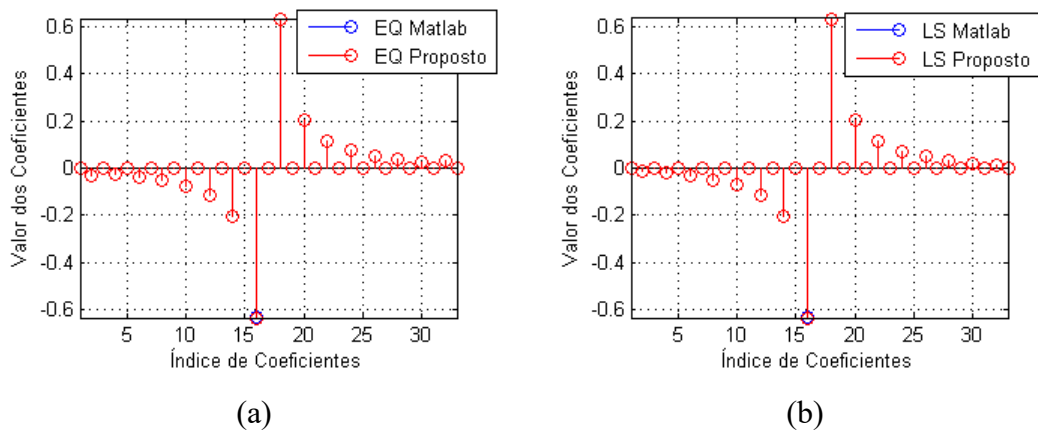 0.6
0.4
0.2
0
-0.2
-0.4
-0.6
Valor dos Coeficientes
EQ Matlab
EQ Proposto
5 10 15 20 25 30
Índice de Coeficientes
(a)
0.6
0.4
0.2
0
-0.2
-0.4
-0.6
Valor dos Coeficientes
LS Matlab
LS Proposto
5 10 15 20 25 30
Índice de Coeficientes
(b)